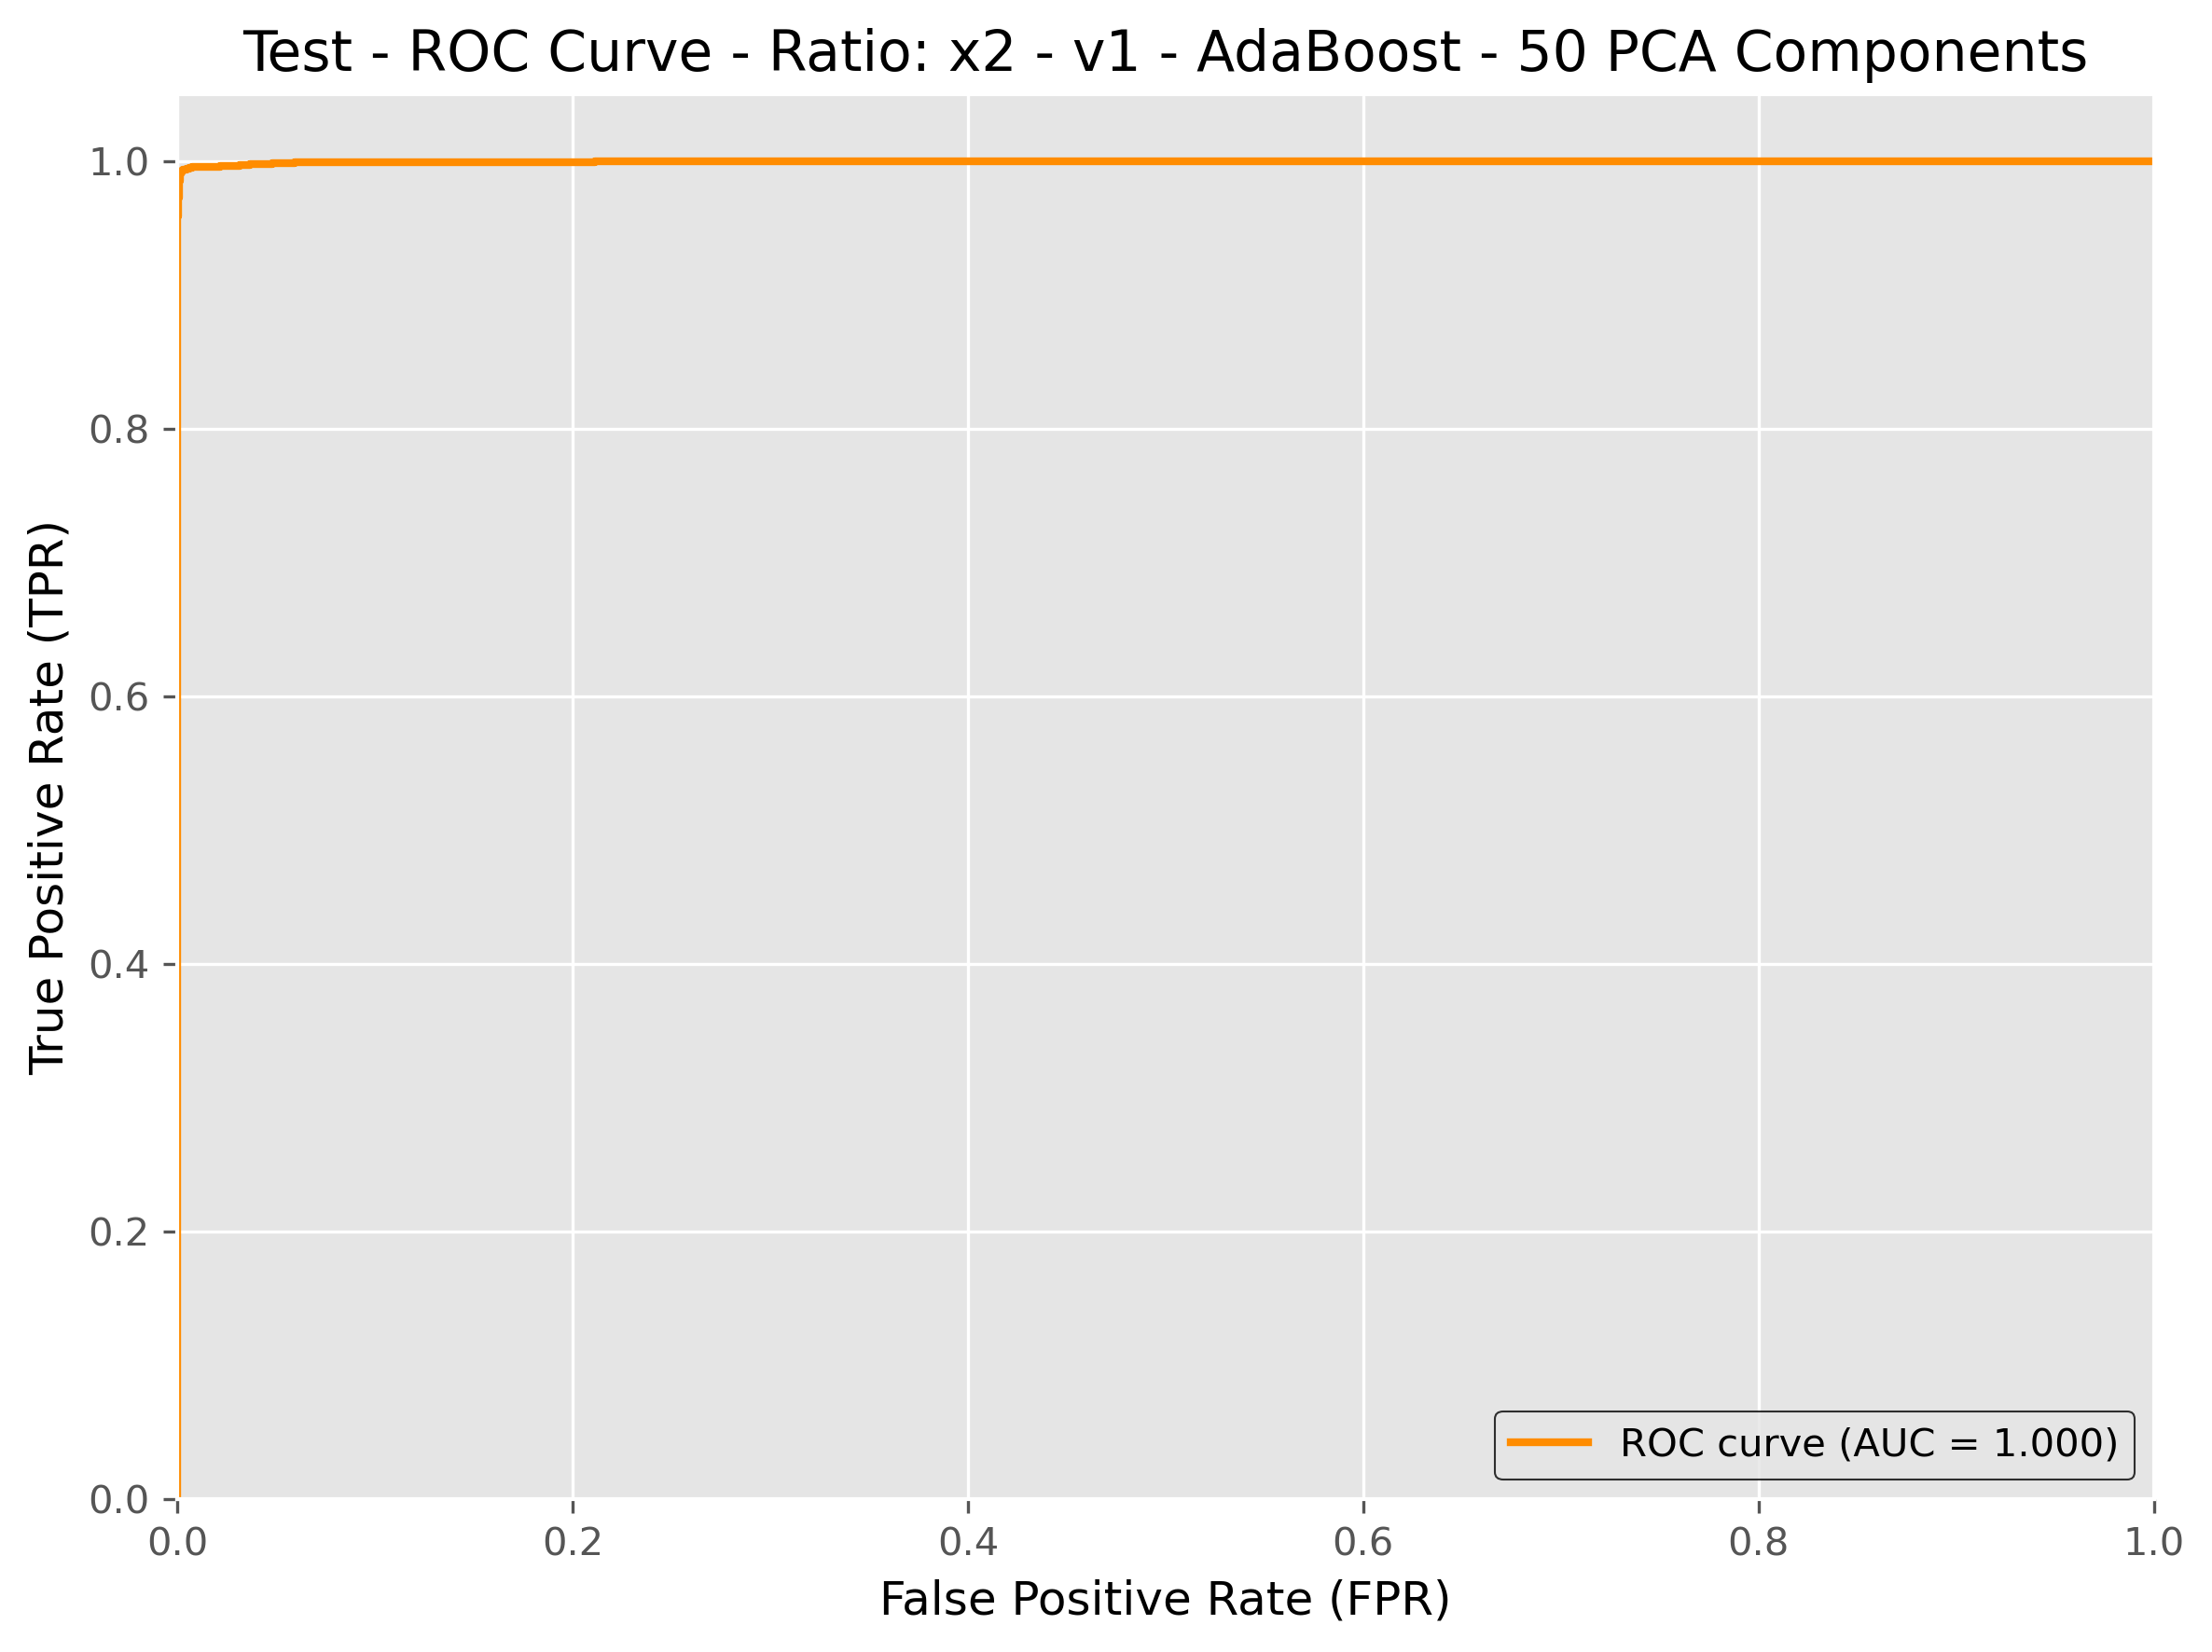 Test - ROC Curve - Ratio: x2 - v1 - AdaBoost - 50 PCA Components
True Positive Rate (TPR)
1.0
0.8
0.6
0.4
0.2
0.0
ROC curve (AUC = 1.000)
0.0 0.2 0.4 0.6 0.8 1.0
False Positive Rate (FPR)